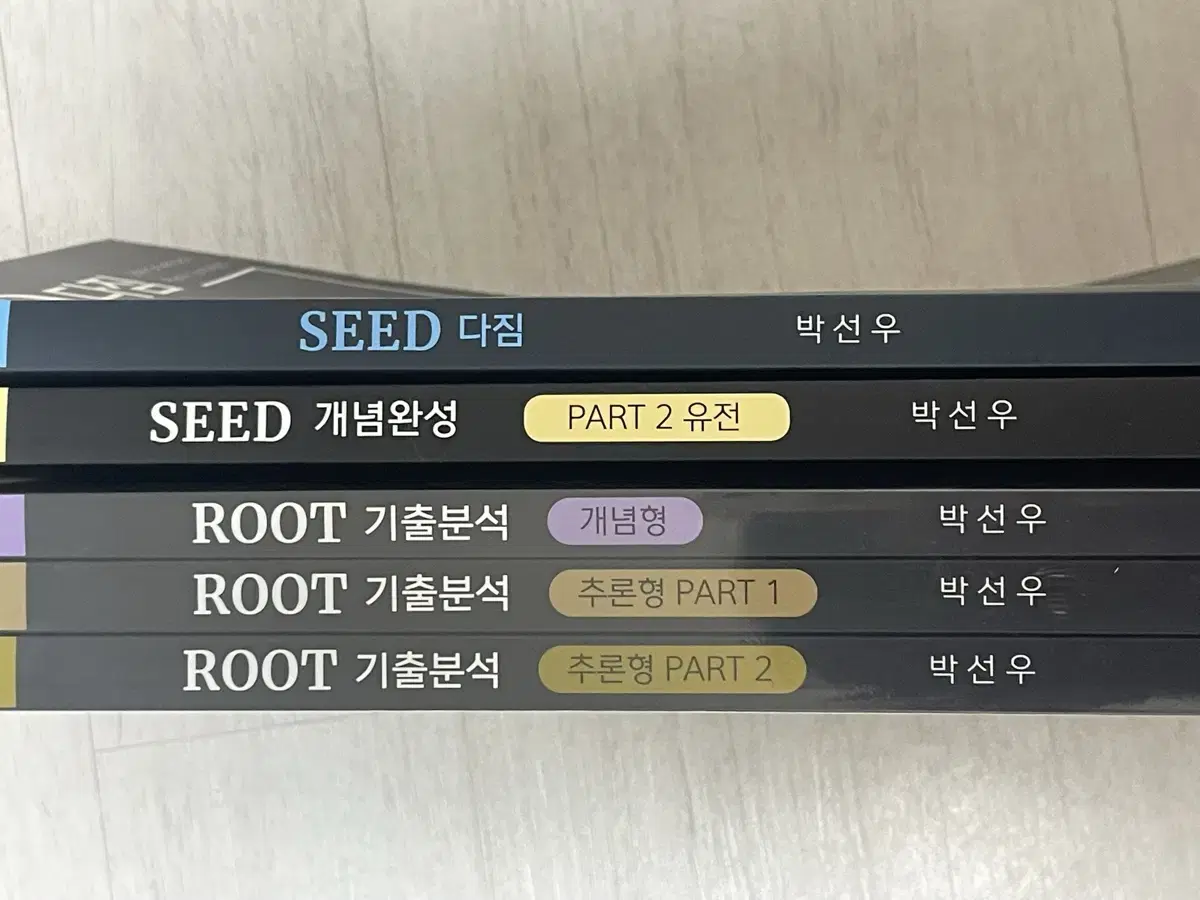 SEED 다짐 박선우
SEED 개념완성 PART 2 유전 박선우
ROOT 기출분석 개념형 박선우
ROOT 기출분석 추론형 PART 1 박선우
ROOT 기출분석 추론형 PART 2 박선우